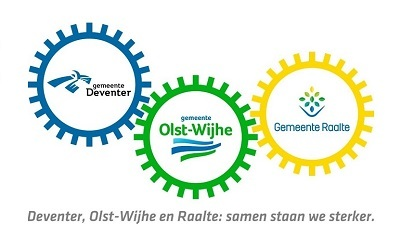 gemeente
Deventer
gemeente
Olst-Wijhe
Gemeente Raalte
Deventer, Olst-Wijhe en Raalte: samen staan we sterker.